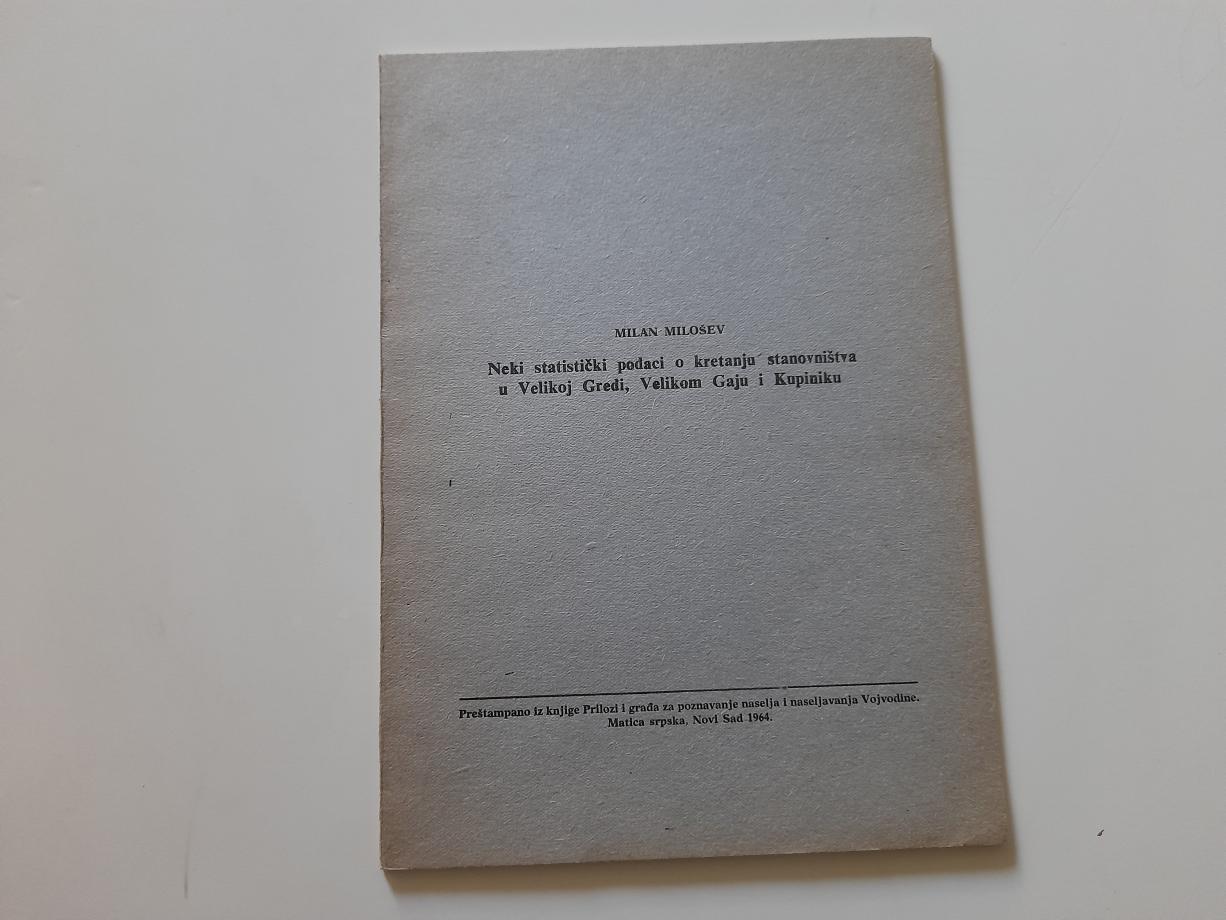 MILAN MILOŠEV
Neki statistički podaci o kretanju stanovništva
u Velikoj Gredi, Velikom Gaju i Kupiniku
Preštampano iz knjige Prilozi i građa za poznavanje naselja i naseljavanja Vojvodine.
Matica srpska, Novi Sad 1964.